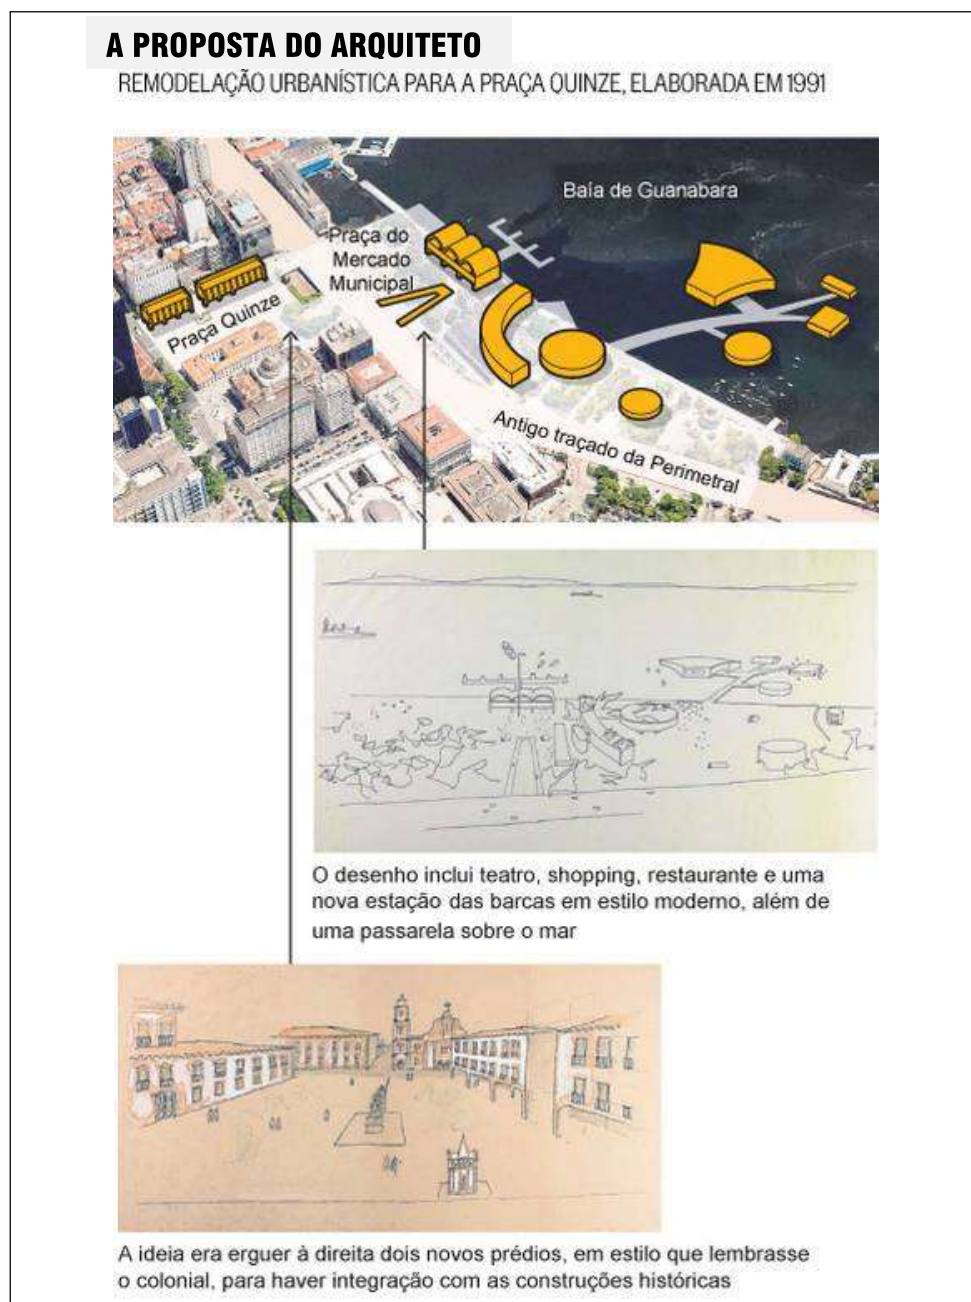 A PROPOSTA DO ARQUITETO
REMODELAÇÃO URBANÍSTICA PARA A PRAÇA QUINZE, ELABORADA EM 1991
Baía de Guanabara
Praça do
Mercado
Municipal
Praça Quinze
Antigo traçado da Perimetral
O desenho inclui teatro, shopping, restaurante e uma
nova estação das barcas em estilo moderno, além de
uma passarela sobre o mar
A ideia era erguer à direita dois novos prédios, em estilo que lembrasse
o colonial, para haver integração com as construções históricas